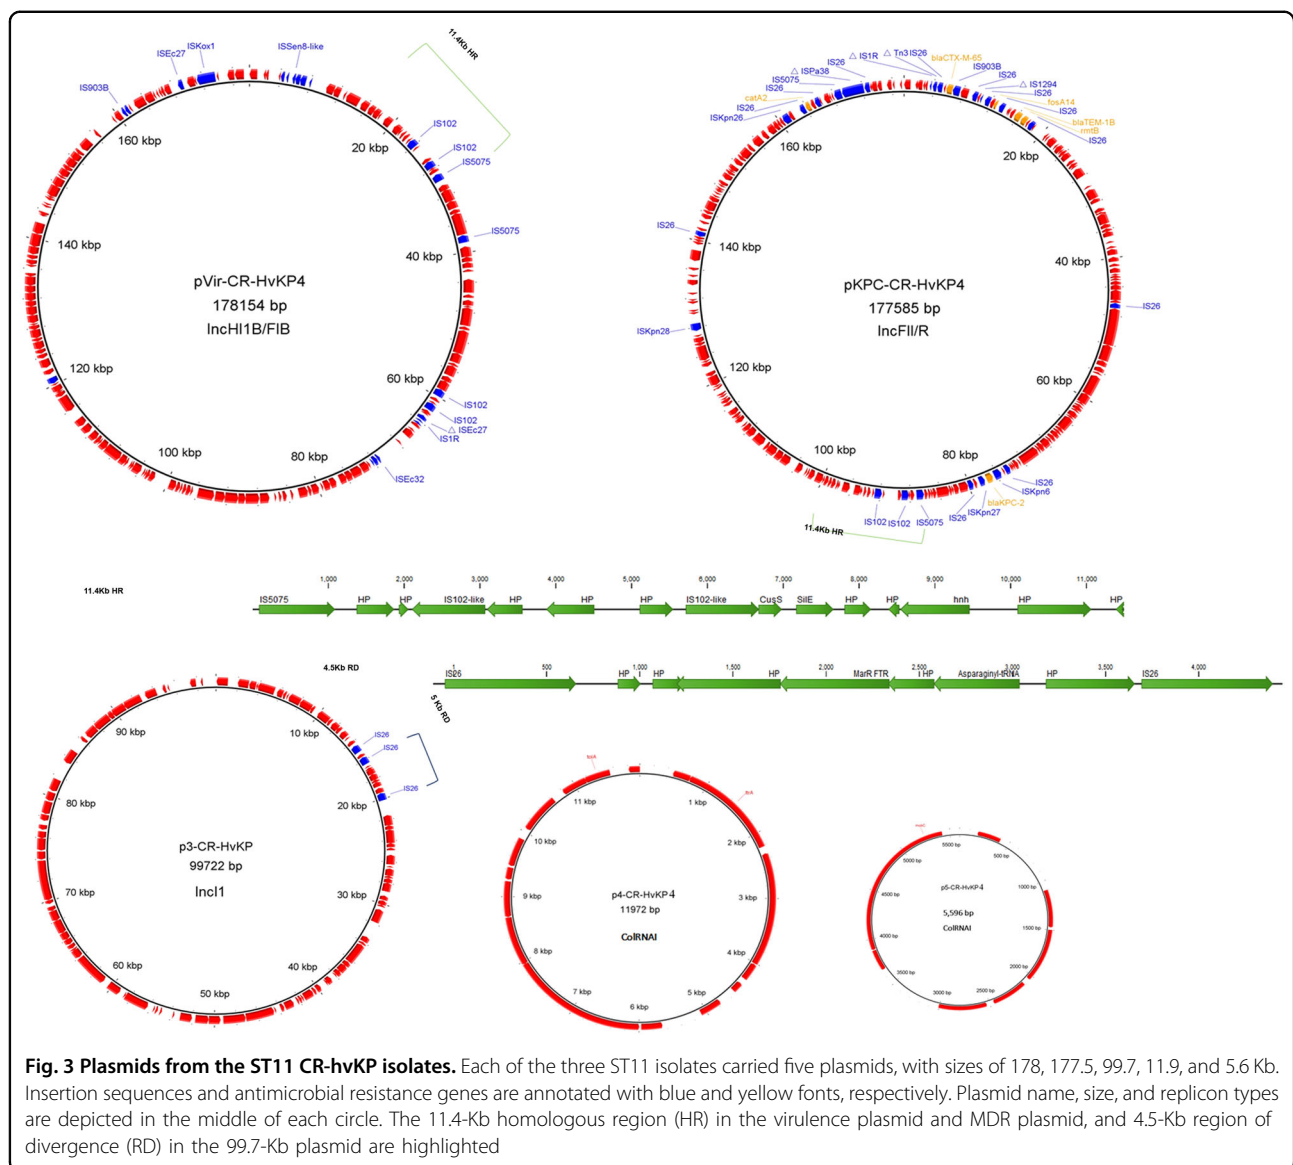 11.4Kb HR
ISSen8-like
ISKox1
ISEc27
IS903B
160 kbp
20 kbp
IS102
IS102
IS5075
IS5075
140 kbp
40 kbp
pVir-CR-HvKP4
178154 bp
IncHI1B/FIB
120 kbp
60 kbp
IS102
IS102
△ ISEc27
IS1R
100 kbp
80 kbp
ISEc32
△ Tn3 IS26
△ IS1R
blaCTX-M-65
IS26
IS903B
△ ISPa38
IS26
IS5075
△ IS1294
IS26
IS26
catA2
fosA14
IS26
IS26
ISKpn26
blaTEM-1B
rmtB
IS26
160 kbp
20 kbp
IS26
140 kbp
40 kbp
pKPC-CR-HvKP4
177585 bp
IncFII/R
IS26
ISKpn28
120 kbp
60 kbp
100 kbp
80 kbp
IS26
ISKpn6
blaKPC-2
ISKpn27
IS26
IS5075
IS102
IS102
11.4Kb HR
11.4Kb HR
1,000 2,000 3,000 4,000 5,000 6,000 7,000 8,000 9,000 10,000 11,000
IS5075 HP HP IS102-like HP HP HP IS102-like CusS SilE HP HP hnh HP HP
4.5Kb RD
1 500 1,000 1,500 2,000 2,500 3,000 3,500 4,000
IS26 HP HP HP MarR FTR HP Asparaginyl-tRNA HP IS26
5 Kb RD
90 kbp
10 kbp
IS26
IS26
IS26
80 kbp
20 kbp
p3-CR-HvKP
99722 bp
IncI1
70 kbp
30 kbp
60 kbp
40 kbp
50 kbp
11 kbp
1 kbp
10 kbp
2 kbp
p4-CR-HvKP4
11972 bp
ColRNAI
9 kbp
3 kbp
8 kbp
4 kbp
7 kbp
5 kbp
6 kbp
5500 bp
500 bp
5000 bp
p5-CR-HvKP4
1000 bp
4500 bp
5,596 bp
ColRNAI
1500 bp
4000 bp
2000 bp
3500 bp
2500 bp
3000 bp
Fig. 3 Plasmids from the ST11 CR-hvKP isolates. Each of the three ST11 isolates carried five plasmids, with sizes of 178, 177.5, 99.7, 11.9, and 5.6 Kb.
Insertion sequences and antimicrobial resistance genes are annotated with blue and yellow fonts, respectively. Plasmid name, size, and replicon types
are depicted in the middle of each circle. The 11.4-Kb homologous region (HR) in the virulence plasmid and MDR plasmid, and 4.5-Kb region of
divergence (RD) in the 99.7-Kb plasmid are highlighted